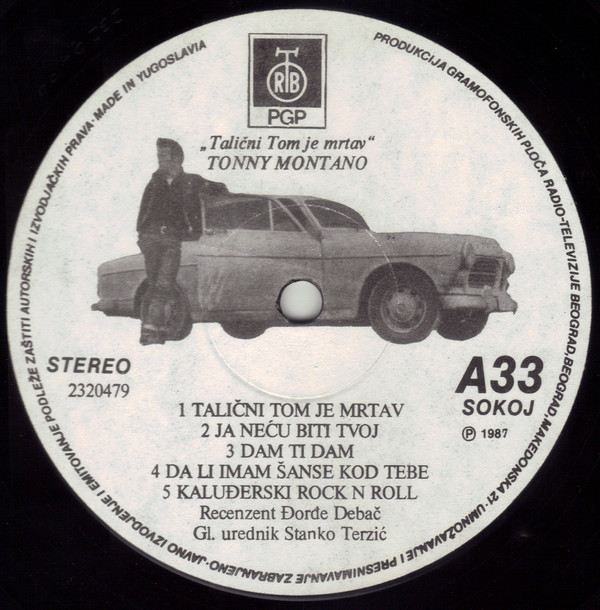 PRODUKCIJA GRAMOFONSKIH PLOČA RADIO-TELEVIZIJE BEOGRAD, BEOGRAD, MAKEDONSKA 21 · UMNOŽAVANJE I PRESNIMAVANJE ZABRANJENO · JAVNO IZVODJENJE I EMITOVANJE PODLEŽE ZAŠTITI AUTORSKIH I IZVODJAČKIH PRAVA · MADE IN YUGOSLAVIA
RTB
PGP
„Talični Tom je mrtav“
TONNY MONTANO
STEREO
2320479
A33
SOKOJ
Ⓟ 1987
1 TALIČNI TOM JE MRTAV
2 JA NEĆU BITI TVOJ
3 DAM TI DAM
4 DA LI IMAM ŠANSE KOD TEBE
5 KALUĐERSKI ROCK N ROLL
Recenzent Đorđe Debač
Gl. urednik Stanko Terzić